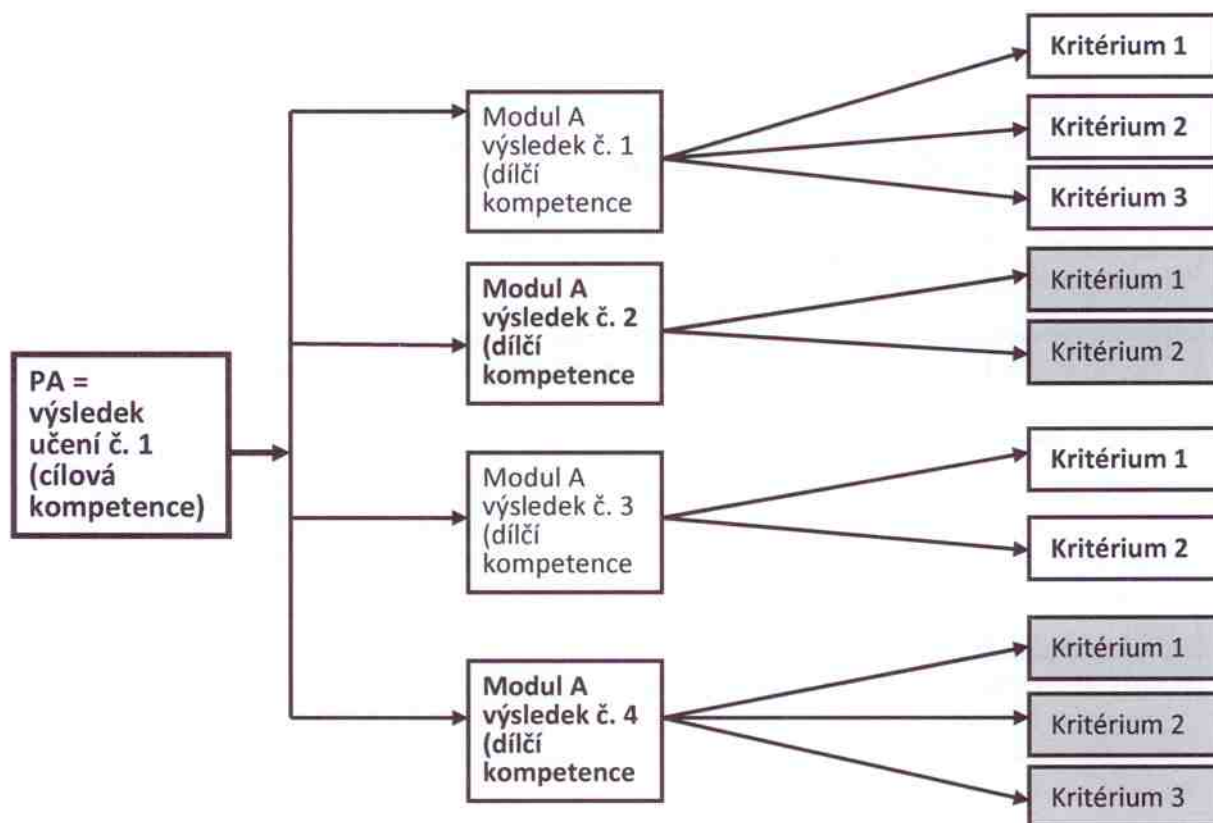 PA =
výsledek
učení č. 1
(cílová
kompetence)
Modul A
výsledek č. 1
(dílčí
kompetence
Kritérium 1
Kritérium 2
Kritérium 3
Modul A
výsledek č. 2
(dílčí
kompetence
Kritérium 1
Kritérium 2
Modul A
výsledek č. 3
(dílčí
kompetence
Kritérium 1
Kritérium 2
Modul A
výsledek č. 4
(dílčí
kompetence
Kritérium 1
Kritérium 2
Kritérium 3